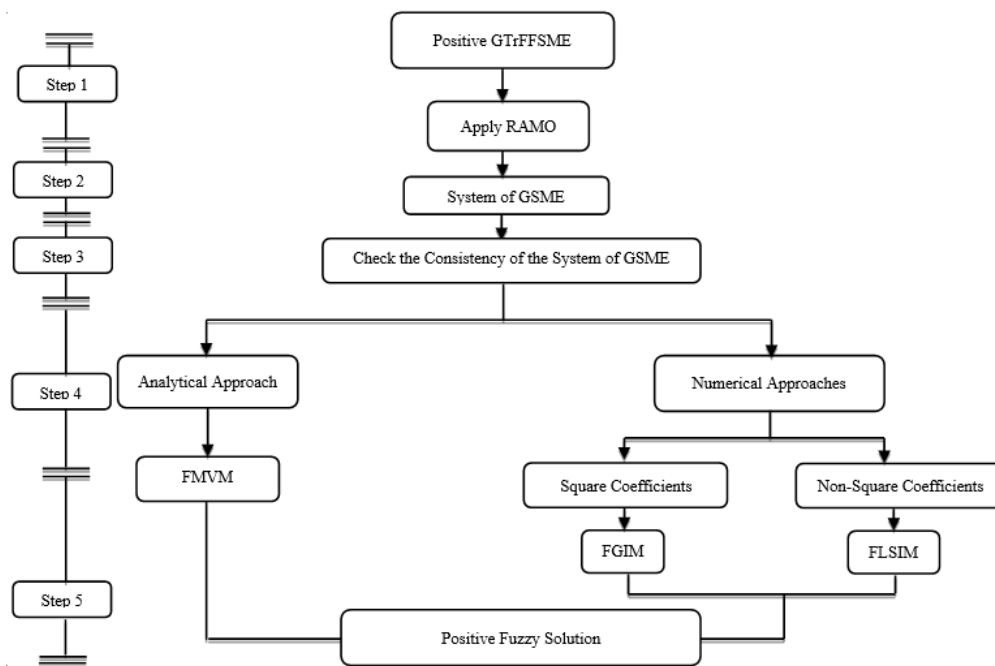 Positive GTrFFSME
Step 1
Apply RAMO
Step 2
System of GSME
Step 3
Check the Consistency of the System of GSME
Analytical Approach
Numerical Approaches
Step 4
FMVM
Square Coefficients
Non-Square Coefficients
FGIM
FLSIM
Step 5
Positive Fuzzy Solution